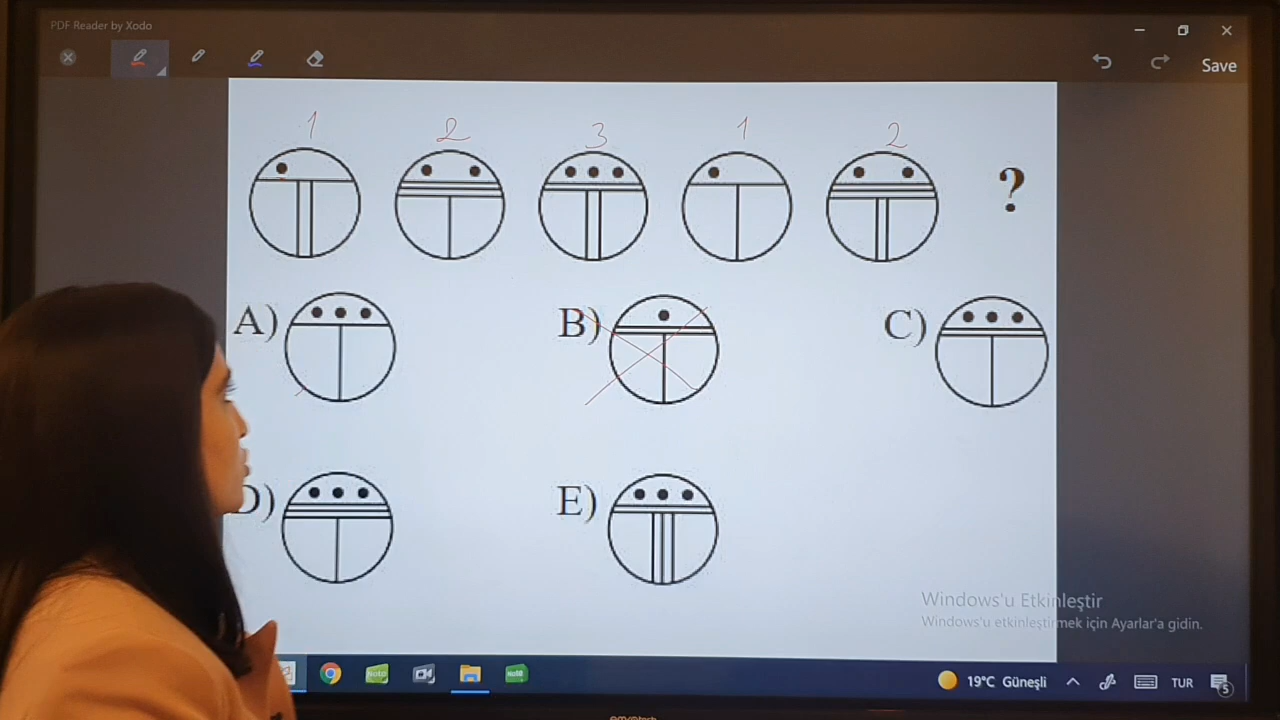 PDF Reader by Xodo
Save
1 2 3 1 2
?
A) B) C)
D) E)
Windows'u Etkinleştir
Windows'u etkinleştirmek için Ayarlar'a gidin.
19°C Güneşli TUR 5